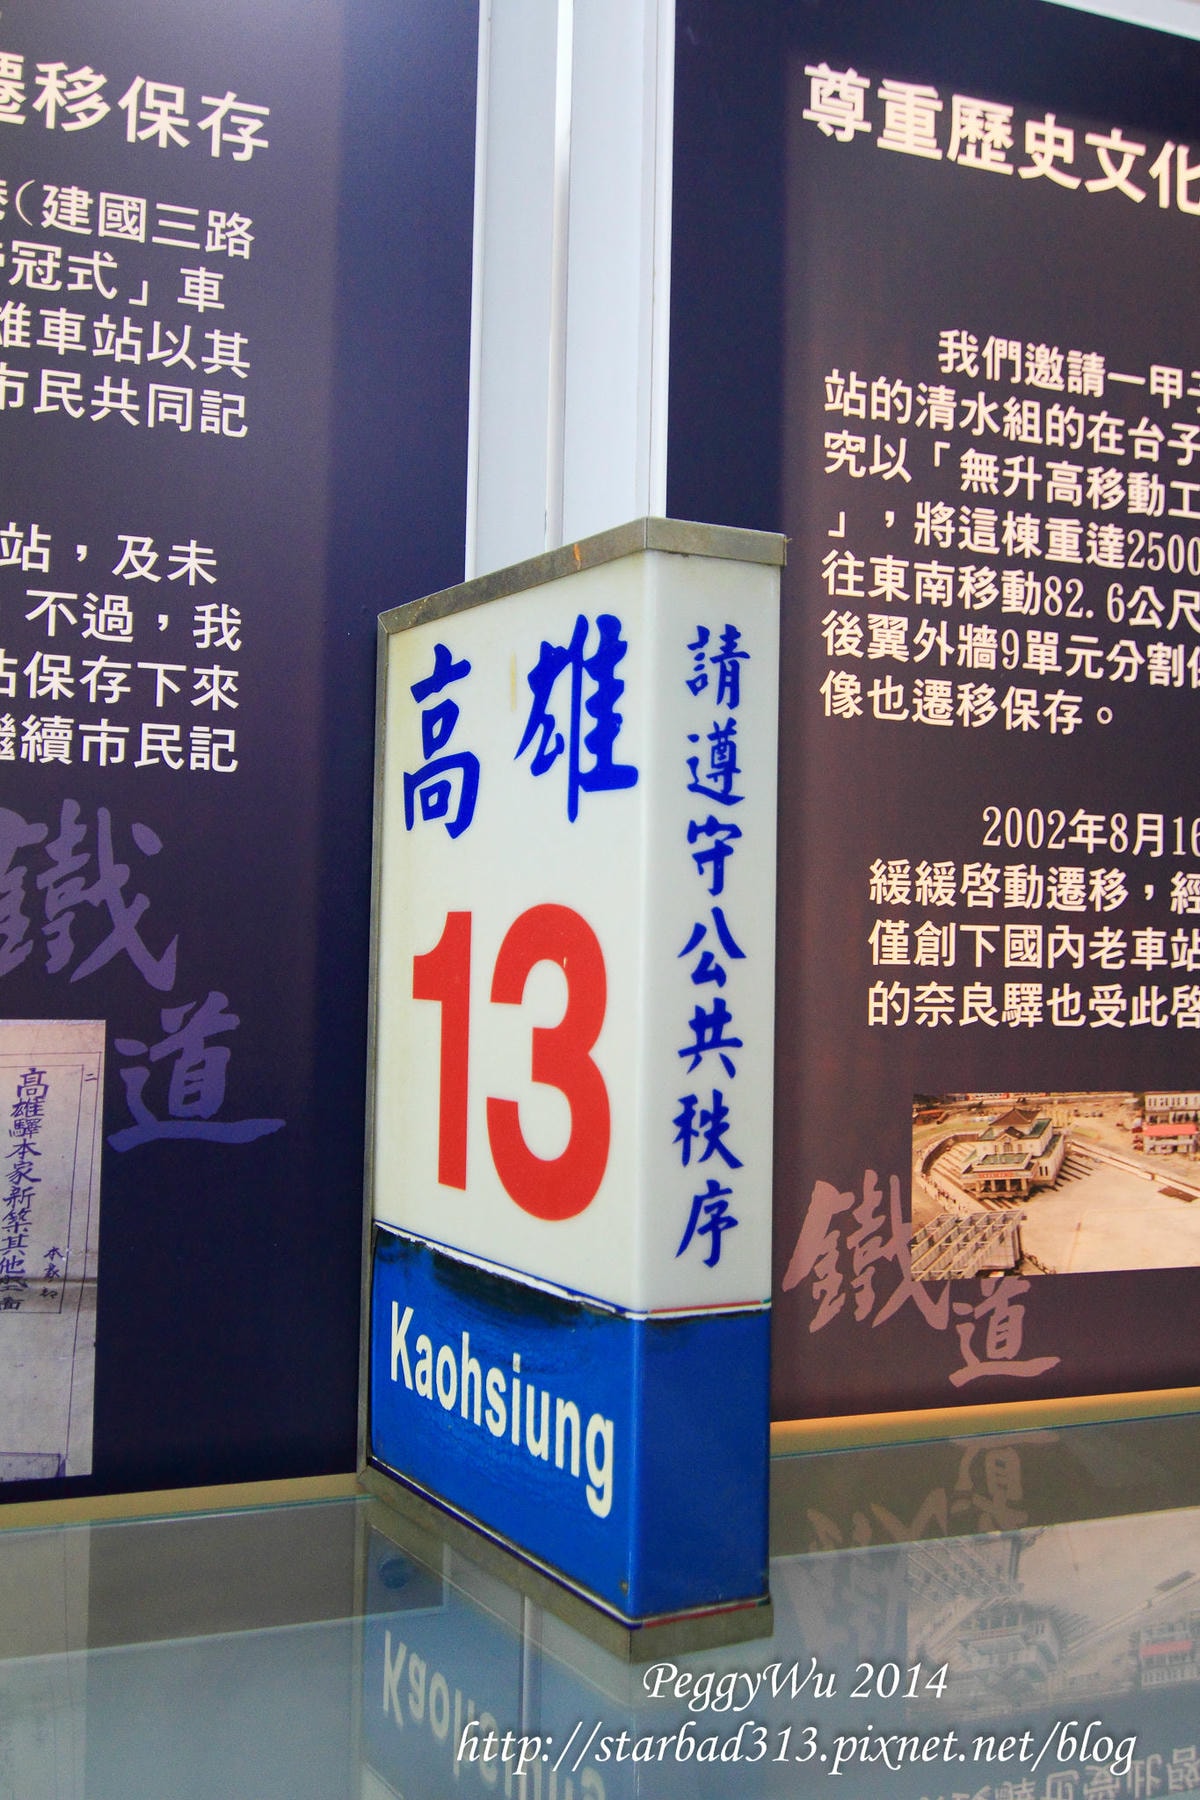 遷移保存
(建國三路
冠式」車
雄車站以其
市民共同記
站，及未
不過，我
站保存下來
繼續市民記
鐵
道
高雄驛本家新築其他
本家
尊重歷史文化
我們邀請一甲子
站的清水組的在台子
究以「無升高移動工
」，將這棟重達2500
往東南移動82.6公尺
後翼外牆9單元分割
像也遷移保存。
2002年8月16
緩緩啓動遷移，經
僅創下國內老車站
的奈良驛也受此啓
鐵
道
高雄
13
Kaohsiung
請遵守公共秩序
PeggyWu 2014
http://starbad313.pixnet.net/blog